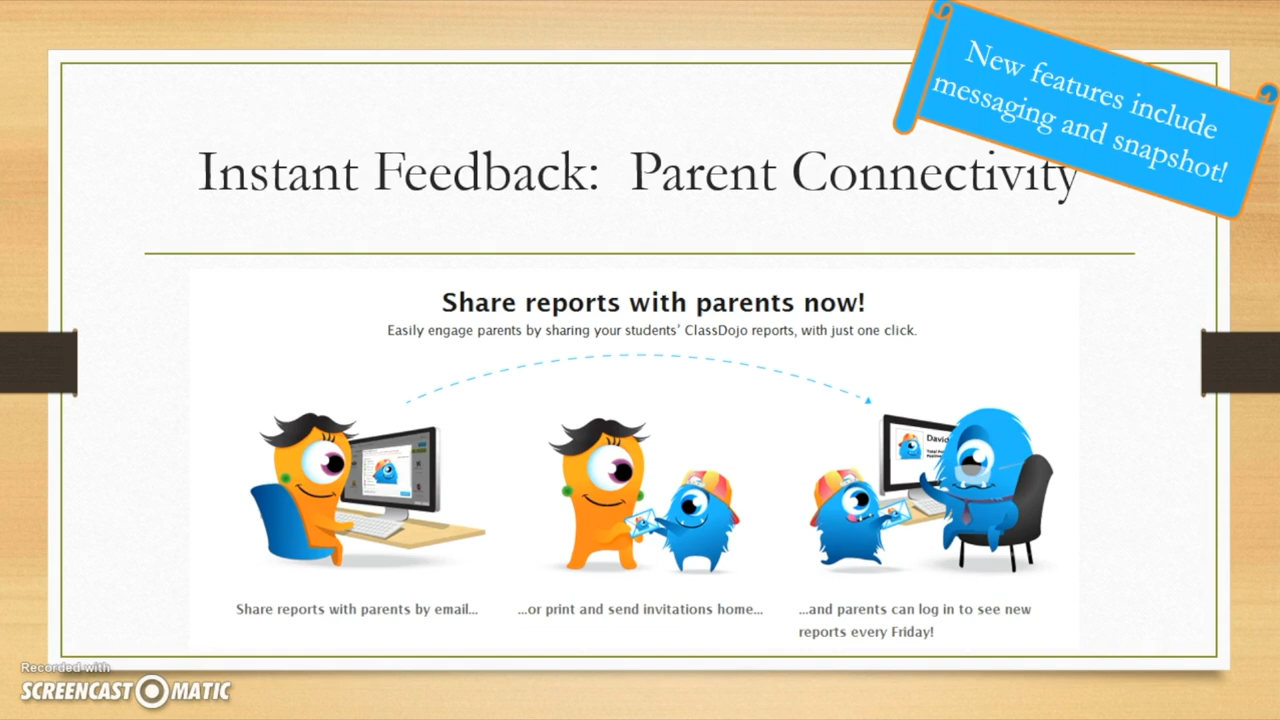 New features include
messaging and snapshot!
Instant Feedback: Parent Connectivity
Share reports with parents now!
Easily engage parents by sharing your students' ClassDojo reports, with just one click.
David
Share reports with parents by email...
...or print and send invitations home...
...and parents can log in to see new
reports every Friday!
Recorded with
SCREENCAST MATIC